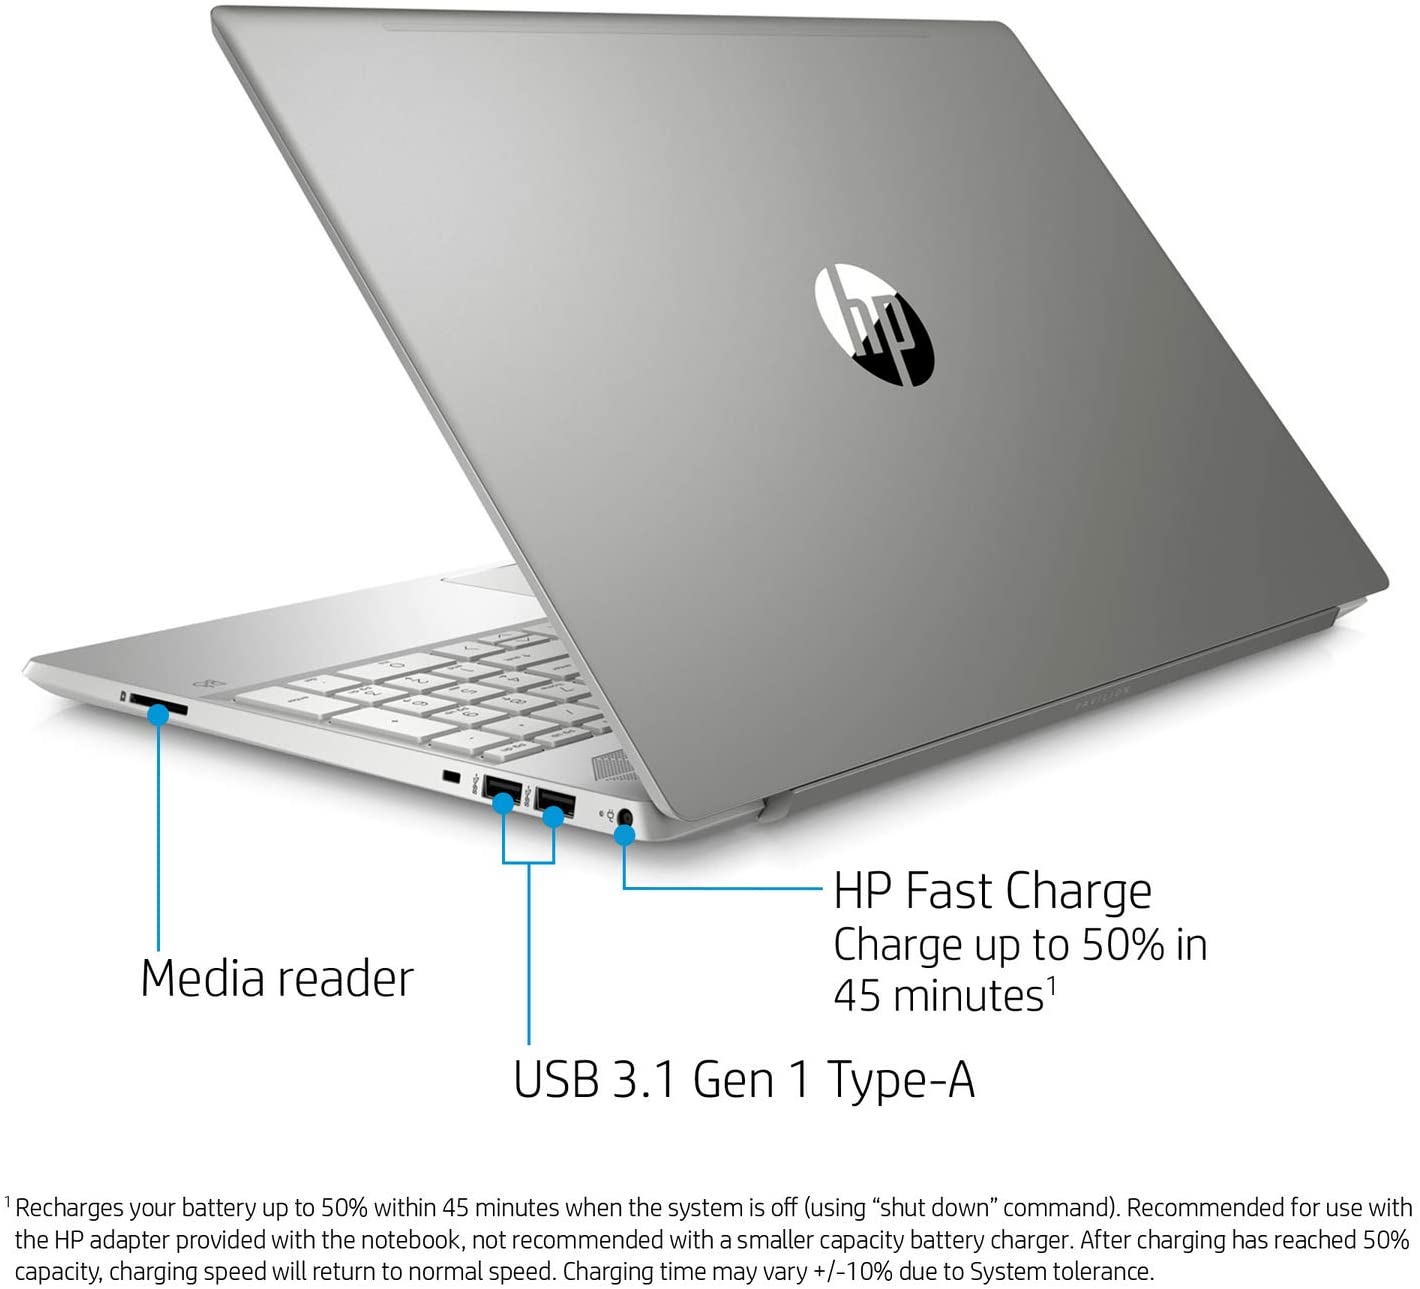 hp
PAVILION
HP Fast Charge
Charge up to 50% in
45 minutes¹
Media reader
USB 3.1 Gen 1 Type-A
¹ Recharges your battery up to 50% within 45 minutes when the system is off (using “shut down” command). Recommended for use with
the HP adapter provided with the notebook, not recommended with a smaller capacity battery charger. After charging has reached 50%
capacity, charging speed will return to normal speed. Charging time may vary +/-10% due to System tolerance.